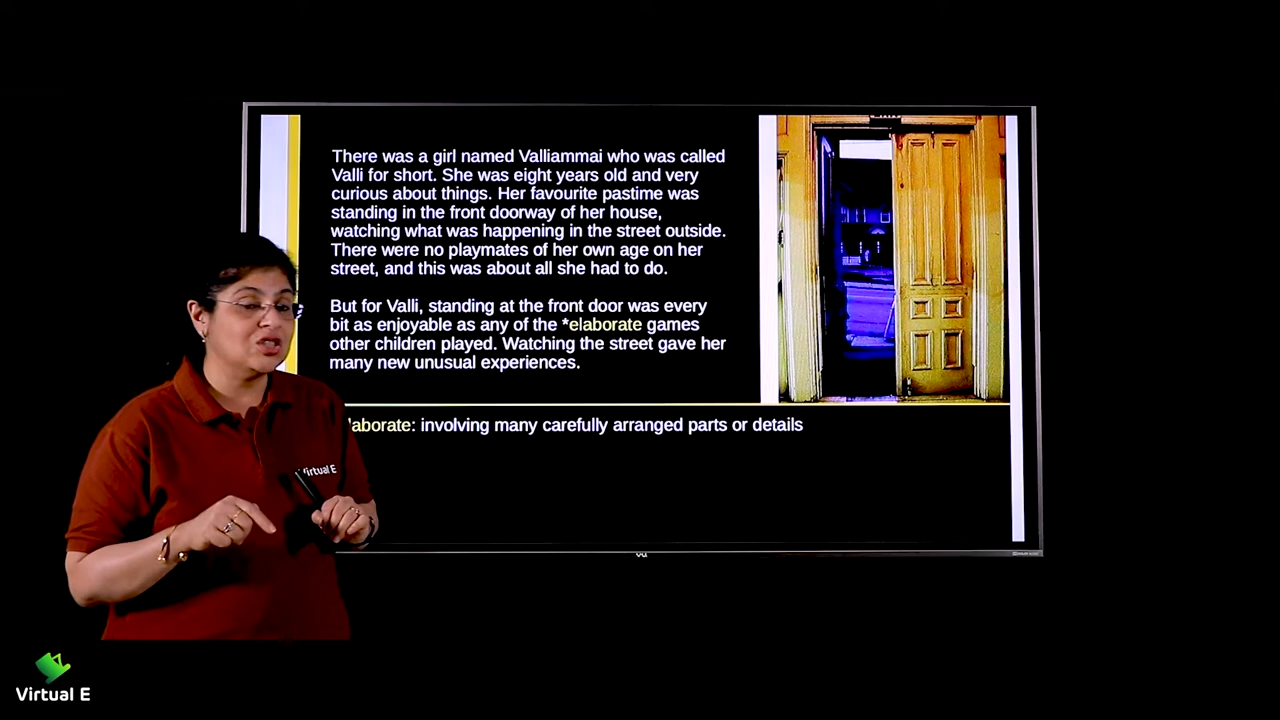 There was a girl named Valliammai who was called
Valli for short. She was eight years old and very
curious about things. Her favourite pastime was
standing in the front doorway of her house,
watching what was happening in the street outside.
There were no playmates of her own age on her
street, and this was about all she had to do.
But for Valli, standing at the front door was every
bit as enjoyable as any of the *elaborate games
other children played. Watching the street gave her
many new unusual experiences.
laborate: involving many carefully arranged parts or details
Virtual E
Virtual E